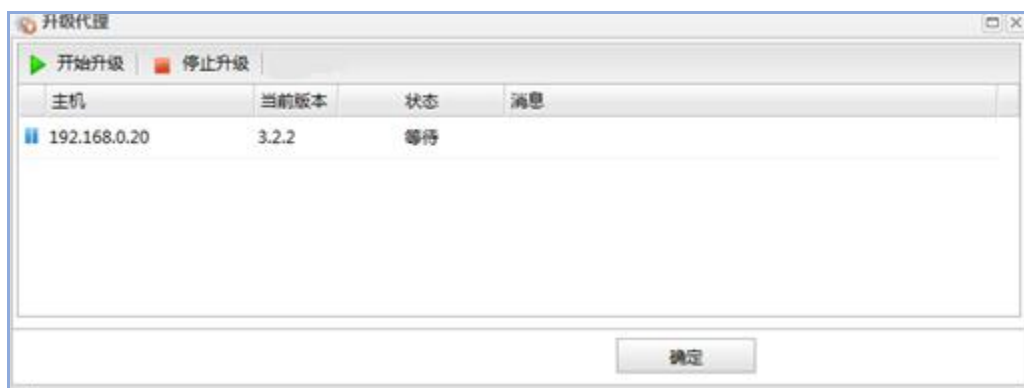 升级代理
开始升级 停止升级
主机 当前版本 状态 消息
192.168.0.20 3.2.2 等待
确定